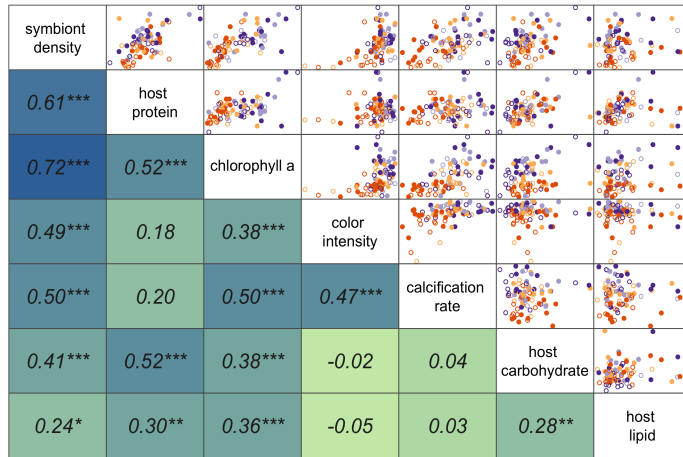 symbiont
density
0.61***
host
protein
0.72***
0.52***
chlorophyll a
0.49***
0.18
0.38***
color
intensity
0.50***
0.20
0.50***
0.47***
calcification
rate
0.41***
0.52***
0.38***
-0.02
0.04
host
carbohydrate
0.24*
0.30**
0.36***
-0.05
0.03
0.28**
host
lipid